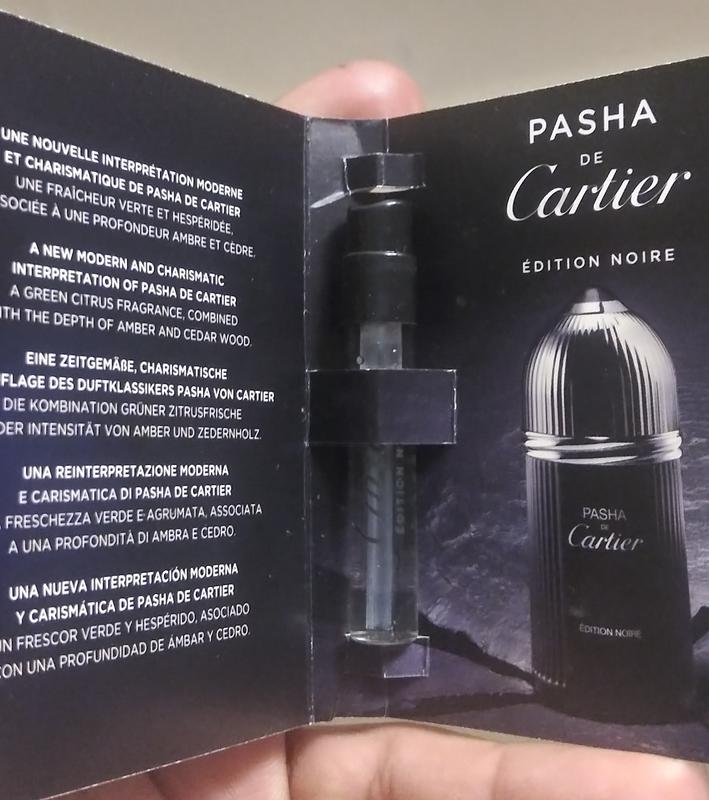 UNE NOUVELLE INTERPRÉTATION MODERNE
ET CHARISMATIQUE DE PASHA DE CARTIER
UNE FRAÎCHEUR VERTE ET HESPÉRIDÉE,
SOCIÉE À UNE PROFONDEUR AMBRE ET CÈDRE.
A NEW MODERN AND CHARISMATIC
INTERPRETATION OF PASHA DE CARTIER
A GREEN CITRUS FRAGRANCE, COMBINED
TH THE DEPTH OF AMBER AND CEDAR WOOD.
EINE ZEITGEMÄßE, CHARISMATISCHE
FLAGE DES DUFTKLASSIKERS PASHA VON CARTIER
DIE KOMBINATION GRÜNER ZITRUSFRISCHE
DER INTENSITÄT VON AMBER UND ZEDERNHOLZ.
UNA REINTERPRETAZIONE MODERNA
E CARISMATICA DI PASHA DE CARTIER
FRESCHEZZA VERDE E AGRUMATA, ASSOCIATA
A UNA PROFONDITÀ DI AMBRA E CEDRO.
UNA NUEVA INTERPRETACIÓN MODERNA
Y CARISMÁTICA DE PASHA DE CARTIER
UN FRESCOR VERDE Y HESPÉRIDO, ASOCIADO
CON UNA PROFUNDIDAD DE ÁMBAR Y CEDRO.
ÉDITION N
PASHA
DE
Cartier
ÉDITION NOIRE
PASHA
DE
Cartier
ÉDITION NOIRE